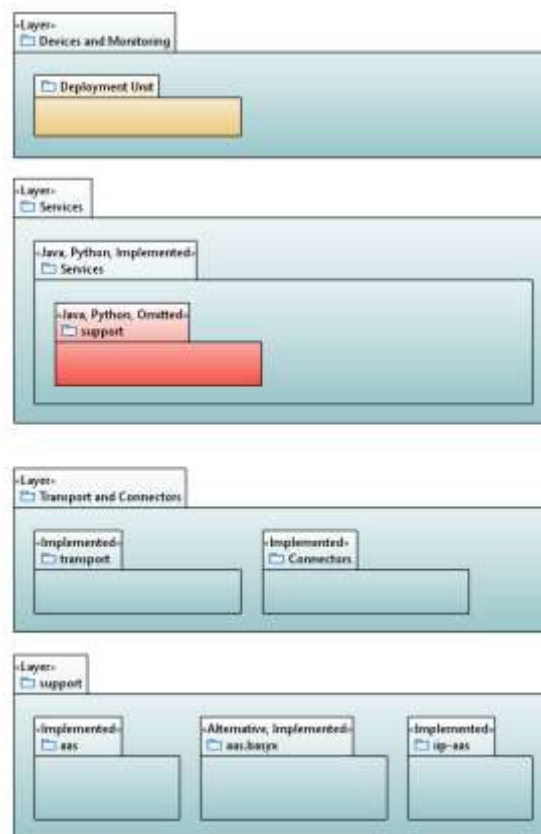 «Layer»
Devices and Monitoring
Deployment Unit
«Layer»
Services
«Java, Python, Implemented»
Services
«Java, Python, Omitted»
support
«Layer»
Transport and Connectors
«Implemented»
transport
«Implemented»
Connectors
«Layer»
support
«Implemented»
aas
«Alternative, Implemented»
aas.basyx
«Implemented»
iip-aas